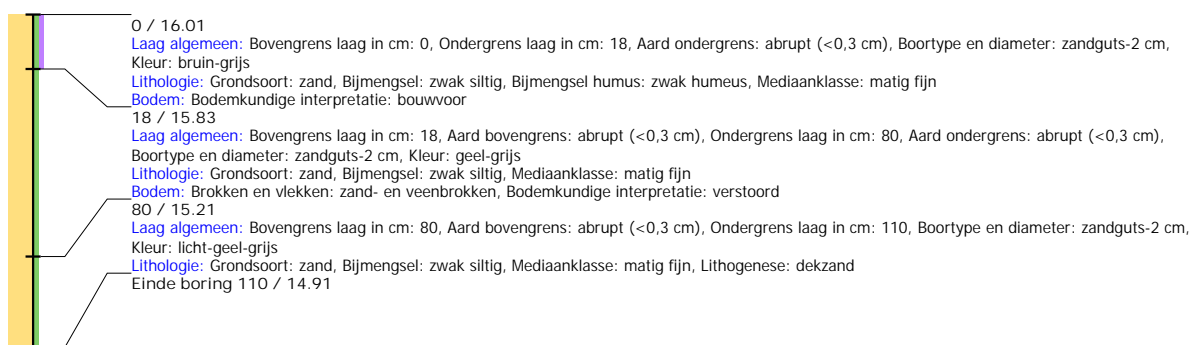 0 / 16.01
Laag algemeen: Bovengrens laag in cm: 0, Ondergrens laag in cm: 18, Aard ondergrens: abrupt (<0,3 cm), Boortype en diameter: zandguts-2 cm,
Kleur: bruin-grijs
Lithologie: Grondsoort: zand, Bijmengsel: zwak siltig, Bijmengsel humus: zwak humeus, Mediaanklasse: matig fijn
Bodem: Bodemkundige interpretatie: bouwvoor
18 / 15.83
Laag algemeen: Bovengrens laag in cm: 18, Aard bovengrens: abrupt (<0,3 cm), Ondergrens laag in cm: 80, Aard ondergrens: abrupt (<0,3 cm),
Boortype en diameter: zandguts-2 cm, Kleur: geel-grijs
Lithologie: Grondsoort: zand, Bijmengsel: zwak siltig, Mediaanklasse: matig fijn
Bodem: Brokken en vlekken: zand- en veenbrokken, Bodemkundige interpretatie: verstoord
80 / 15.21
Laag algemeen: Bovengrens laag in cm: 80, Aard bovengrens: abrupt (<0,3 cm), Ondergrens laag in cm: 110, Boortype en diameter: zandguts-2 cm,
Kleur: licht-geel-grijs
Lithologie: Grondsoort: zand, Bijmengsel: zwak siltig, Mediaanklasse: matig fijn, Lithogenese: dekzand
Einde boring 110 / 14.91